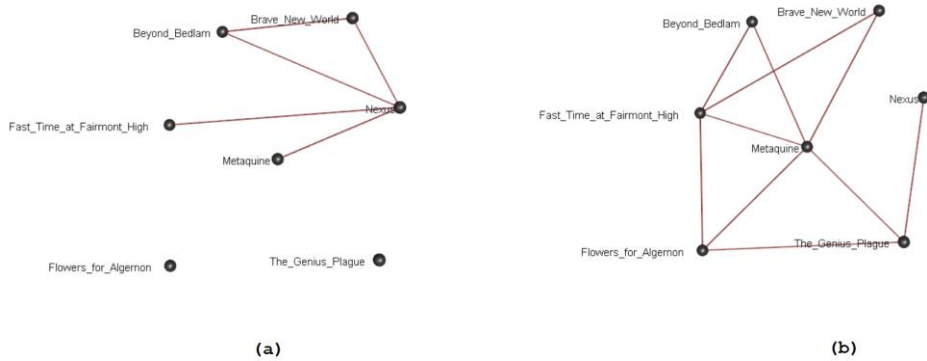 Brave_New_World
Beyond_Bedlam
Nexus
Fast_Time_at_Fairmont_High
Metaquine
Flowers_for_Algernon
The_Genius_Plague
(a)
Brave_New_World
Beyond_Bedlam
Nexus
Fast_Time_at_Fairmont_High
Metaquine
The_Genius_Plague
Flowers_for_Algernon
(b)